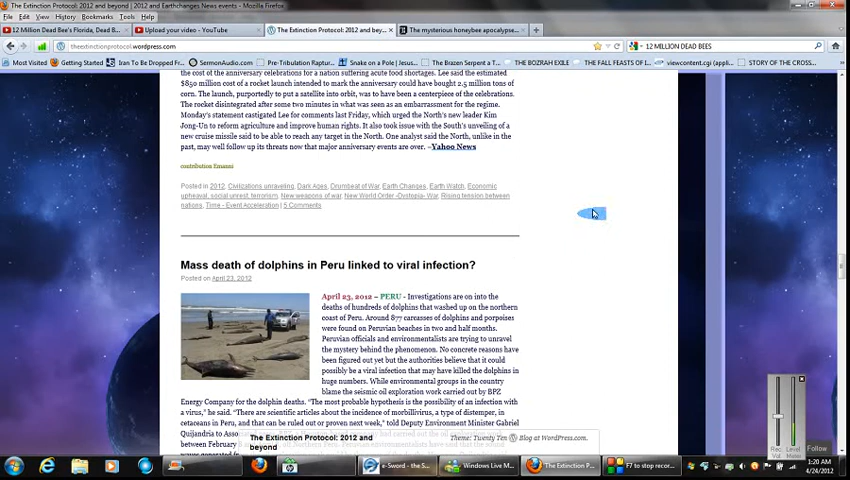 The Extinction Protocol: 2012 and beyond | Earthchanges News events - Mozilla Firefox
File Edit View History Bookmarks Tools Help
12 Million Dead Bee's Florida, Dead B...
Upload your video - YouTube
The Extinction Protocol: 2012 and bey...
The mysterious honeybee apocalypse...
theextinctionprotocol.wordpress.com
12 MILLION DEAD BEES
Most Visited Getting Started Iran To Be Dropped Fr... SermonAudio.com Pre-Tribulation Raptur... Snake on a Pole | Jesus... The Brazen Serpent a T... THE BOZRAH EXILE THE FALL FEASTS OF I... viewcontent.cgi (appli... STORY OF THE CROSS...
the cost of the anniversary celebrations for a nation suffering acute food shortages. Lee said the estimated
$850 million cost of a rocket launch intended to mark the anniversary could have bought 2.5 million tons of
corn. The launch, purportedly to put a satellite into orbit, was to have been a centerpiece of the celebrations.
The rocket disintegrated after some two minutes in what was seen as an embarrassment for the regime.
Monday's statement castigated Lee for comments last Friday, which urged the North's new leader Kim
Jong-Un to reform agriculture and improve human rights. It also took issue with the South's unveiling of a
new cruise missile said to be able to reach any target in the North. One analyst said the North, unlike in the
past, may well follow up its threats now that major anniversary events are over. –Yahoo News
contribution Emanni
Posted in 2012, Civilizations unraveling, Dark Ages, Drumbeat of War, Earth Changes, Earth Watch, Economic
upheaval, social unrest, terrorism, New weapons of war, New World Order -Dystopia- War, Rising tension between
nations, Time - Event Acceleration | 5 Comments
Mass death of dolphins in Peru linked to viral infection?
Posted on April 23, 2012
April 23, 2012 – PERU - Investigations are on into the
deaths of hundreds of dolphins that washed up on the northern
coast of Peru. Around 877 carcasses of dolphins and porpoises
were found on Peruvian beaches in two and half months.
Peruvian officials and environmentalists are trying to unravel
the mystery behind the phenomenon. No concrete reasons have
been figured out yet but the authorities believe that it could
possibly be a viral infection that may have killed the dolphins in
huge numbers. While environmental groups in the country
blame the seismic oil exploration work carried out by BPZ
Energy Company for the dolphin deaths. "The most probable hypothesis is the possibility of an infection with
a virus," he said. "There are scientific articles about the incidence of morbillivirus, a type of distemper, in
cetaceans in Peru, and that can be ruled out or proven next week," told Deputy Environment Minister Gabriel
Quijandria to Asso
between February
The Extinction Protocol: 2012 and
beyond
Theme: Twenty Ten Blog at WordPress.com.
Rec. Vol.
Level Meter
Follow
e-Sword - the S...
Windows Live M...
The Extinction P...
F7 to stop recor...
1:20 AM
4/24/2012